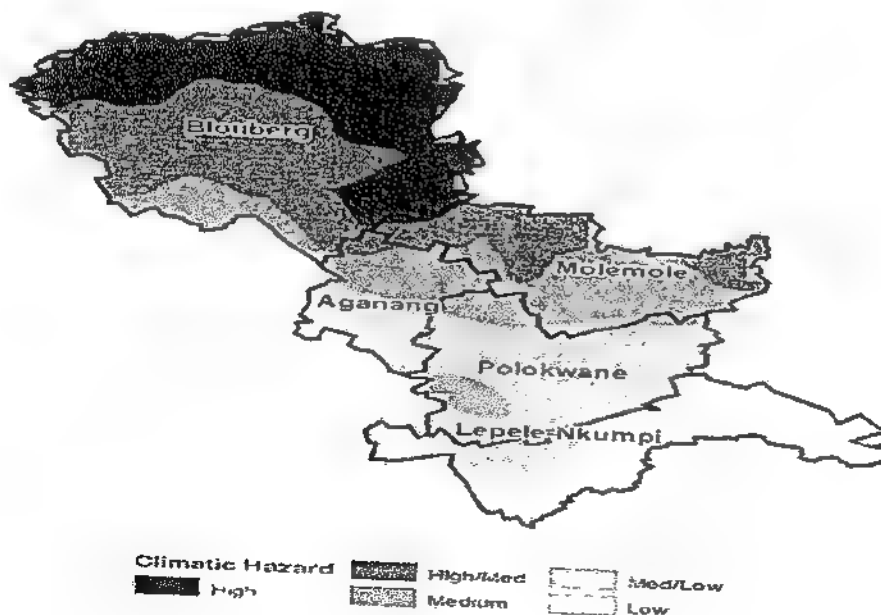 Blouberg
Molemole
Aganang
Polokwane
Lepele-Nkumpi
Climatic Hazard
High
High/Med
Medium
Med/Low
Low